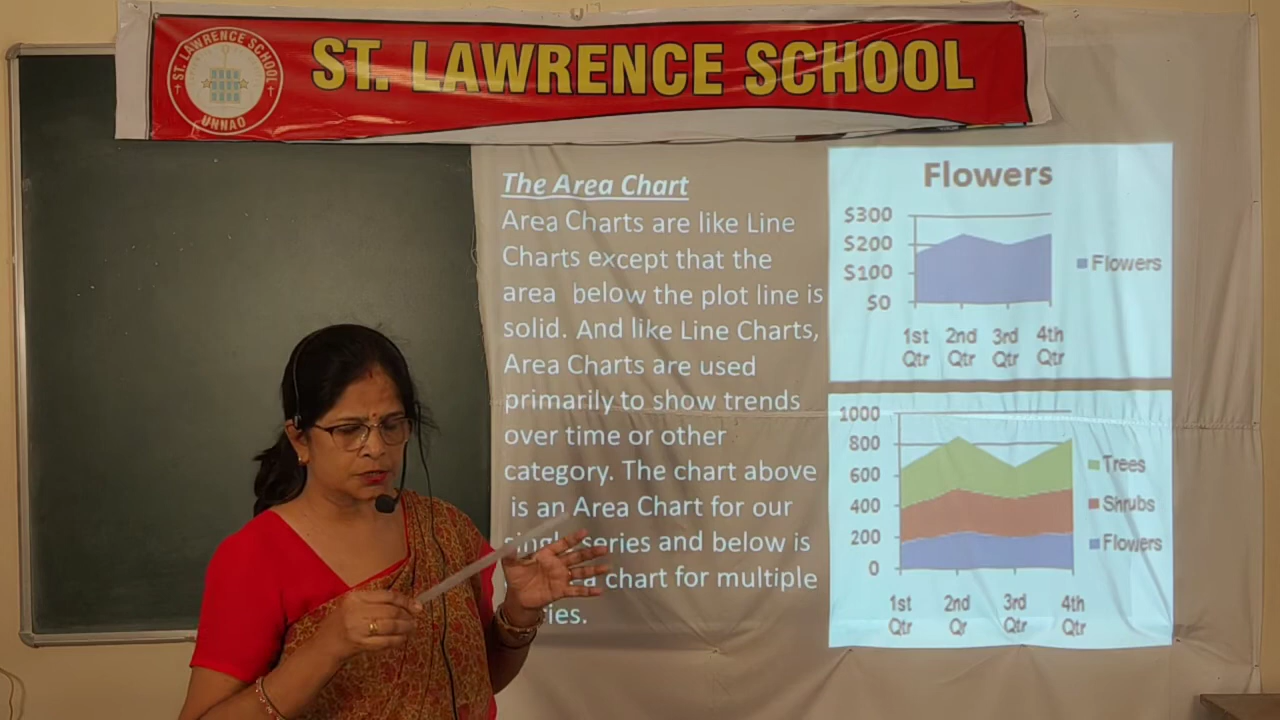 ST. LAWRENCE SCHOOL
ST. LAWRENCE SCHOOL
UNNAO
The Area Chart
Area Charts are like Line
Charts except that the
area below the plot line is
solid. And like Line Charts,
Area Charts are used
primarily to show trends
over time or other
category. The chart above
is an Area Chart for our
series and below is
chart for multiple
Flowers
$300
$200
$100
$0
1st Qtr
2nd Qtr
3rd Qtr
4th Qtr
Flowers
1000
800
600
400
200
0
1st Qtr
2nd Qr
3rd Qtr
4th Qtr
Trees
Shrubs
Flowers